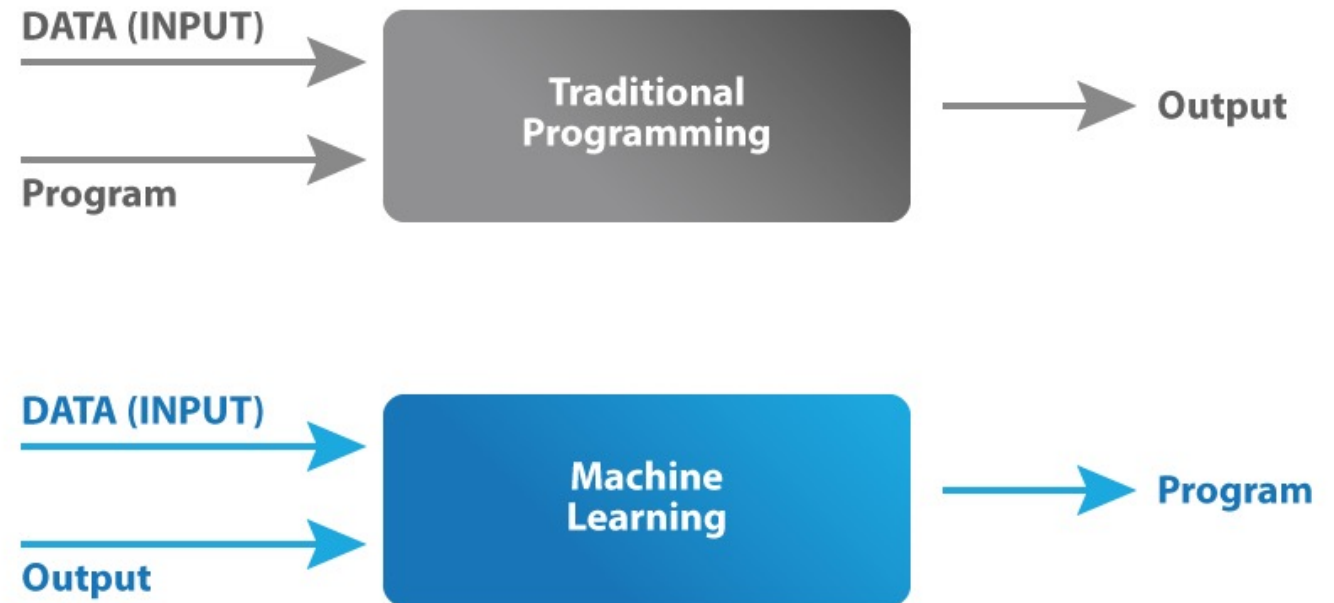 DATA (INPUT)
Program
Traditional
Programming
Output
DATA (INPUT)
Output
Machine
Learning
Program